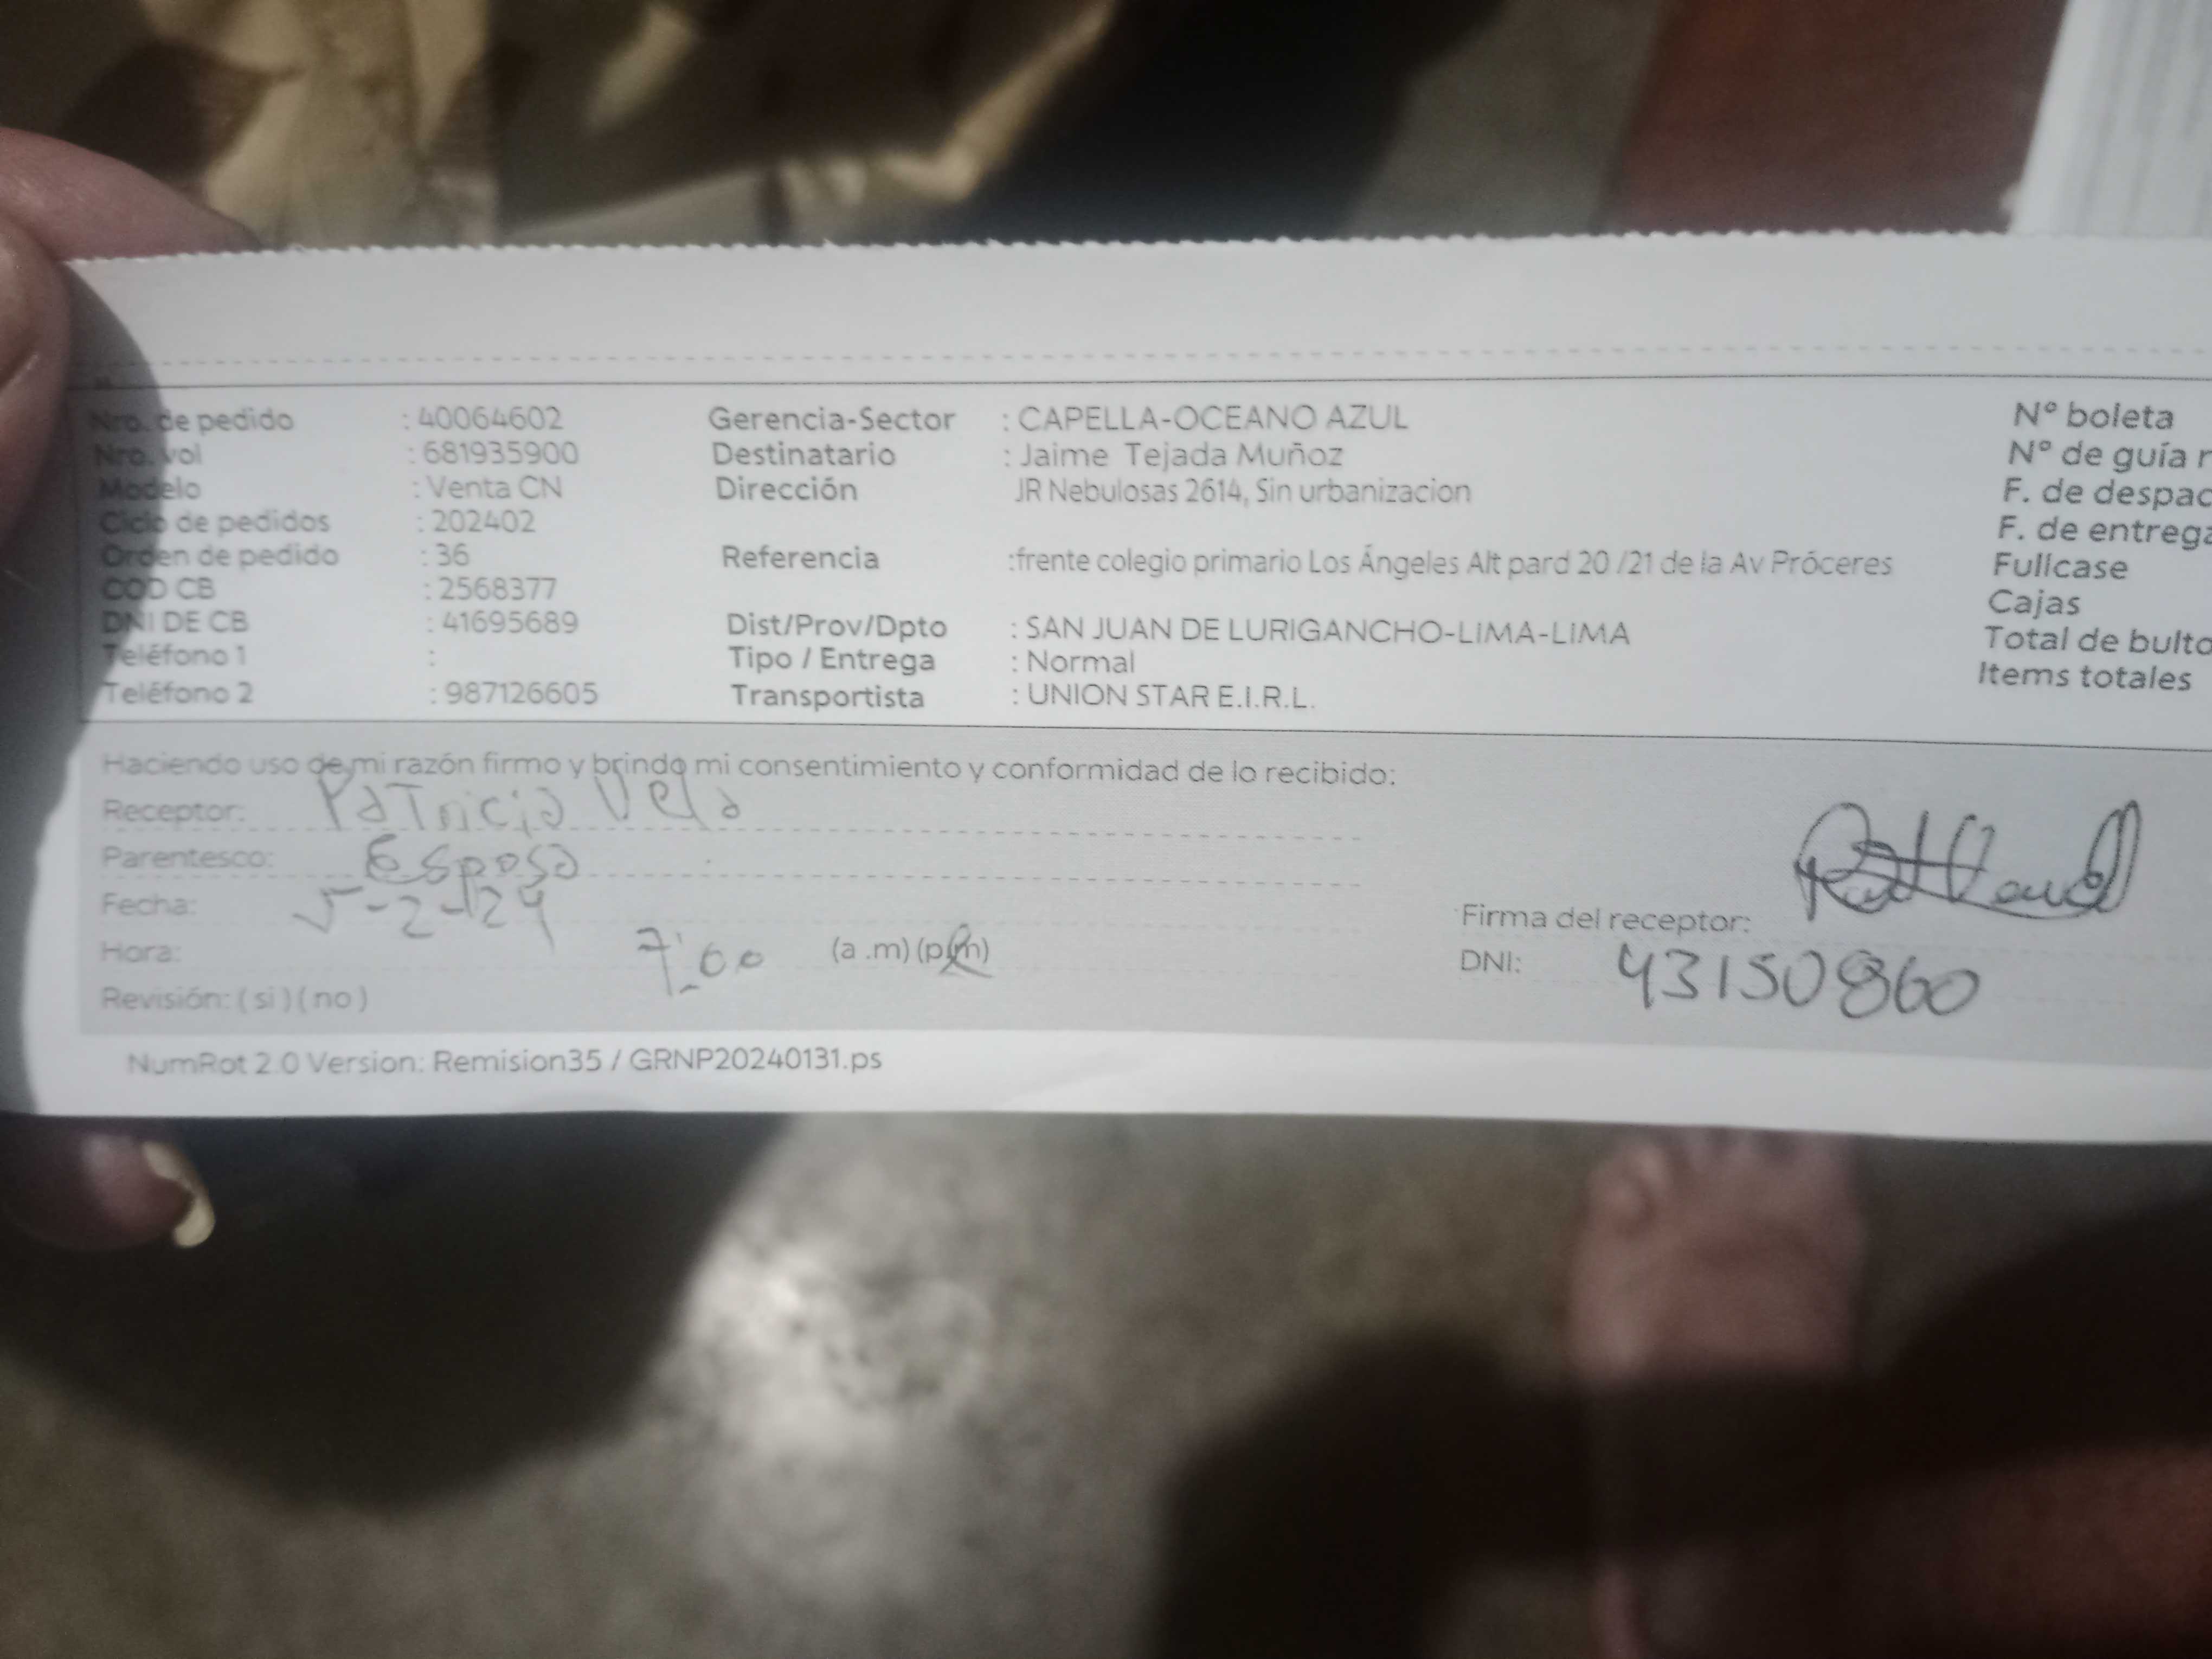 Nro. de pedido : 40064602 Gerencia-Sector : CAPELLA-OCEANO AZUL Nº boleta
Nro. vol : 681935900 Destinatario : Jaime Tejada Muñoz Nº de guía r
Modelo : Venta CN Dirección JR Nebulosas 2614, Sin urbanizacion F. de despac
Ciclo de pedidos : 202402 F. de entrega
Orden de pedido : 36 Referencia :frente colegio primario Los Ángeles Alt pard 20 /21 de la Av Próceres Fullcase
COD CB : 2568377 Cajas
DNI DE CB : 41695689 Dist/Prov/Dpto : SAN JUAN DE LURIGANCHO-LiMA-LiMA Total de bulto
Teléfono 1 : Tipo / Entrega : Normal Items totales
Teléfono 2 : 987126605 Transportista : UNION STAR E.I.R.L.
Haciendo uso de mi razón firmo y brindo mi consentimiento y conformidad de lo recibido:
Receptor: Patricia Vela
Parentesco: Esposa
Fecha: 5-2-24
Firma del receptor:
Hora: 7:00 (a .m) (p.m)
DNI: 43150860
Revisión: ( si ) ( no )
NumRot 2.0 Version: Remision35 / GRNP20240131.ps